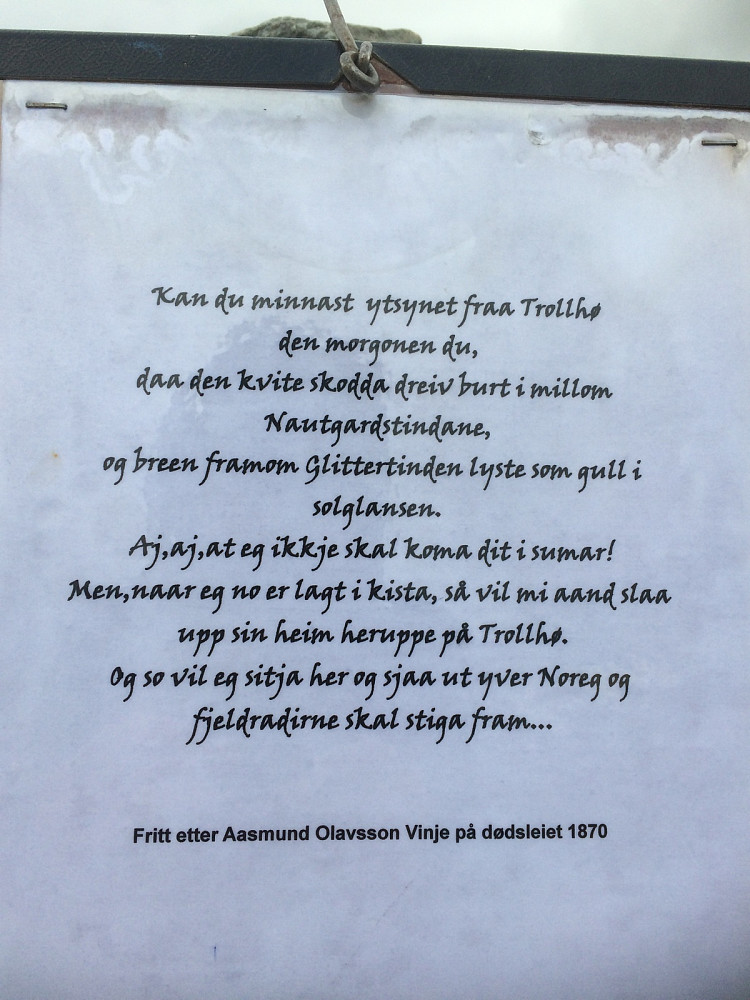 Kan du minnast ytsynet fraa Trollhø
den morgonen du,
daa den kvite skodda dreiv burt i millom
Nautgardstindane,
og breen framom Glittertinden lyste som gull i
solglansen.
Aj,aj,at eg ikkje skal koma dit i sumar!
Men,naar eg no er lagt i kista, så vil mi aand slaa
upp sin heim heruppe på Trollhø.
Og so vil eg sitja her og sjaa ut yver Noreg og
fjeldradirne skal stiga fram...
Fritt etter Aasmund Olavsson Vinje på dødsleiet 1870